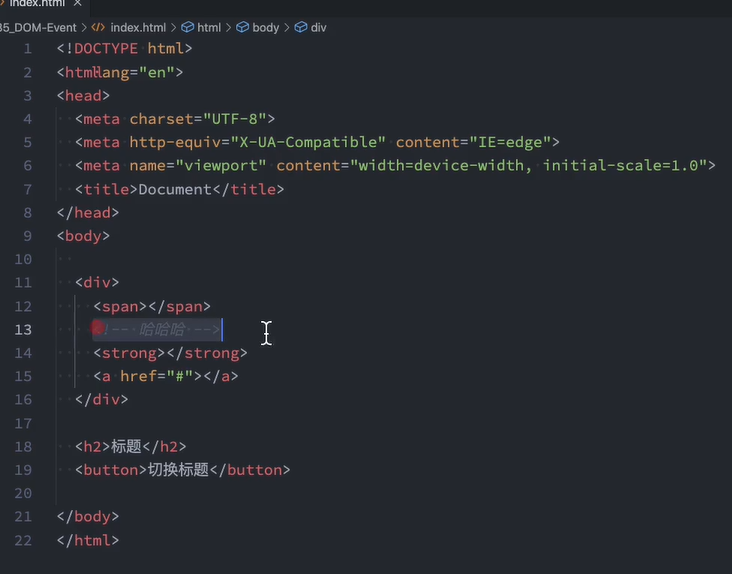 index.html
35_DOM-Event > index.html > html > body > div
1 <!DOCTYPE html>
2 <html lang="en">
3 <head>
4 <meta charset="UTF-8">
5 <meta http-equiv="X-UA-Compatible" content="IE=edge">
6 <meta name="viewport" content="width=device-width, initial-scale=1.0">
7 <title>Document</title>
8 </head>
9 <body>
10
11 <div>
12 <span></span>
13 <!-- 哈哈哈 -->
14 <strong></strong>
15 <a href="#"></a>
16 </div>
17
18 <h2>标题</h2>
19 <button>切换标题</button>
20
21 </body>
22 </html>